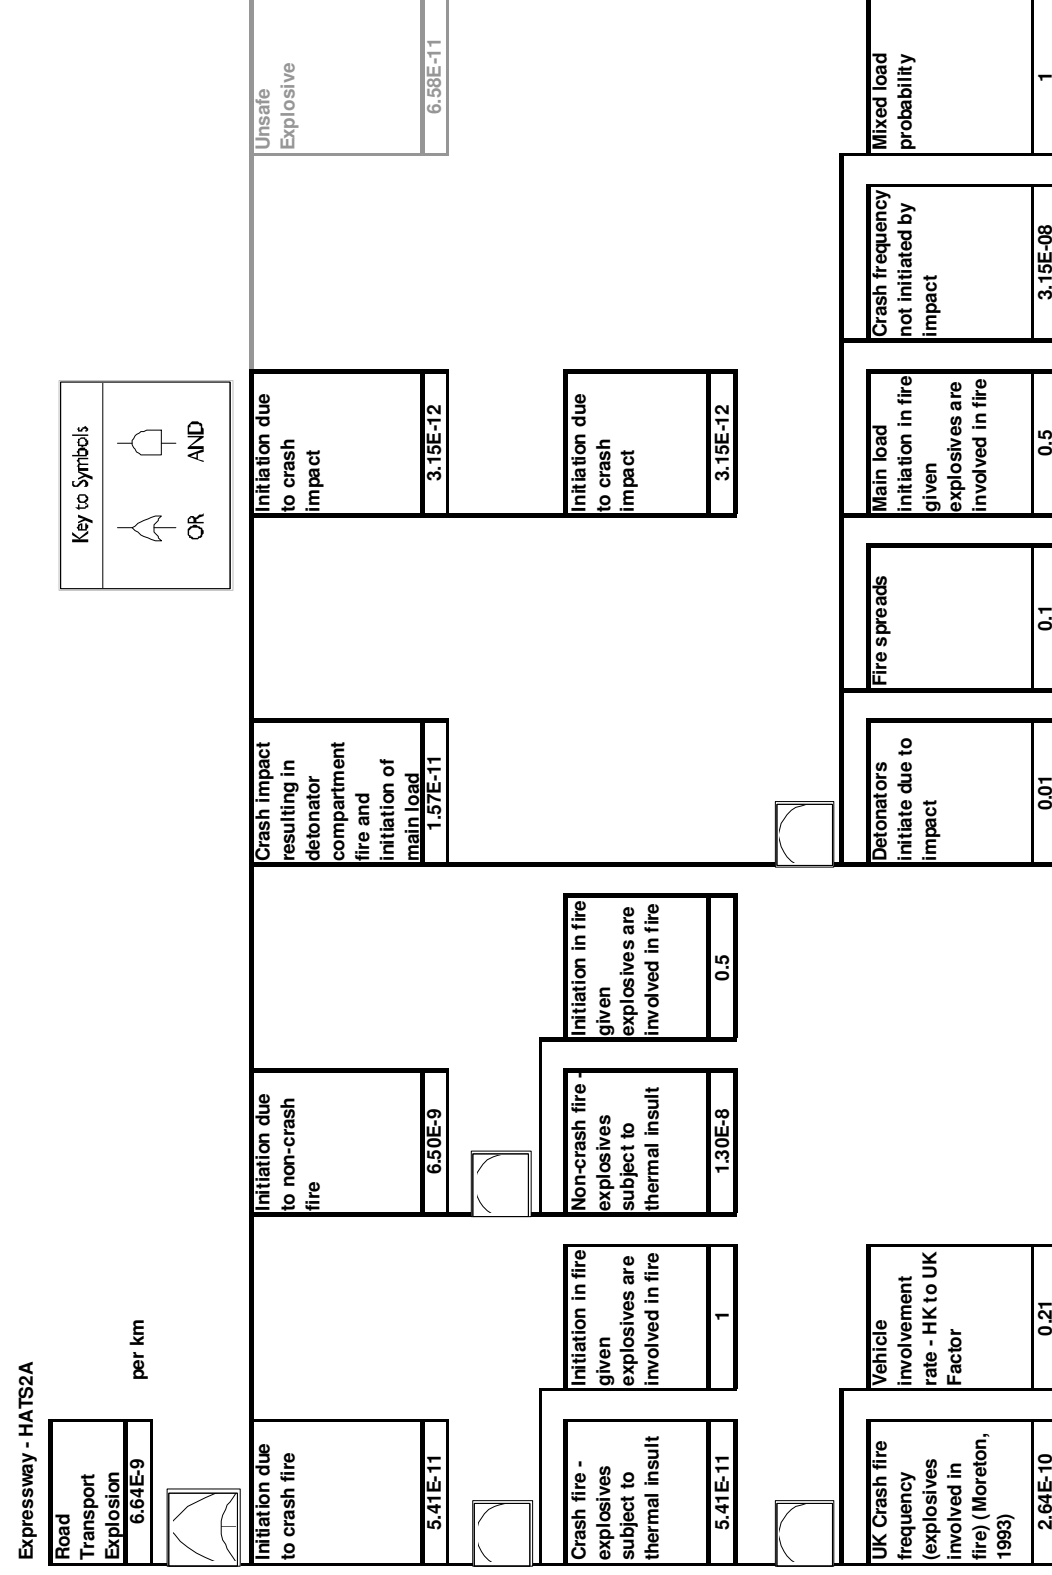 Expressway - HATS2A
Road
Transport
Explosion
6.64E-9
per km
Key to Symbols
OR
AND
Initiation due
to crash fire
5.41E-11
Initiation due
to non-crash
fire
6.50E-9
Crash impact
resulting in
detonator
compartment
fire and
initiation of
main load
1.57E-11
Initiation due
to crash
impact
3.15E-12
Unsafe
Explosive
6.58E-11
Crash fire -
explosives
subject to
thermal insult
5.41E-11
Initiation in fire
given
explosives are
involved in fire
1
Non-crash fire -
explosives
subject to
thermal insult
1.30E-8
Initiation in fire
given
explosives are
involved in fire
0.5
Initiation due
to crash
impact
3.15E-12
UK Crash fire
frequency
(explosives
involved in
fire) (Moreton,
1993)
2.64E-10
Vehicle
involvement
rate - HK to UK
Factor
0.21
Detonators
initiate due to
impact
0.01
Fire spreads
0.1
Main load
initiation in fire
given
explosives are
involved in fire
0.5
Crash frequency
not initiated by
impact
3.15E-08
Mixed load
probability
1